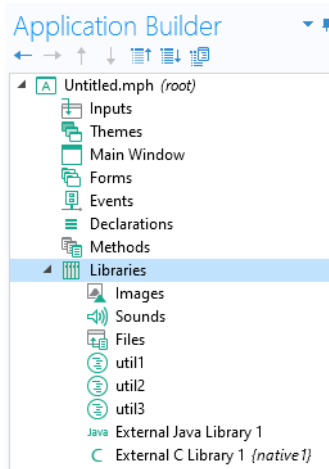 Application Builder
A Untitled.mph (root)
Inputs
Themes
Main Window
Forms
Events
Declarations
Methods
Libraries
Images
Sounds
Files
util1
util2
util3
Java External Java Library 1
C External C Library 1 {native1}